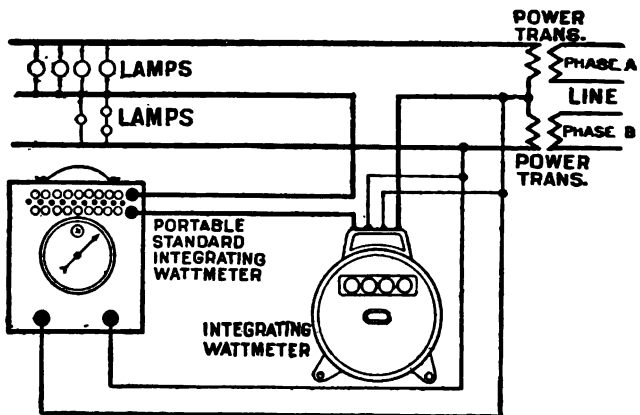 POWER
TRANS.
LAMPS
PHASE A
LINE
LAMPS
PHASE B
POWER
TRANS.
PORTABLE
STANDARD
INTEGRATING
WATTMETER
INTEGRATING
WATTMETER